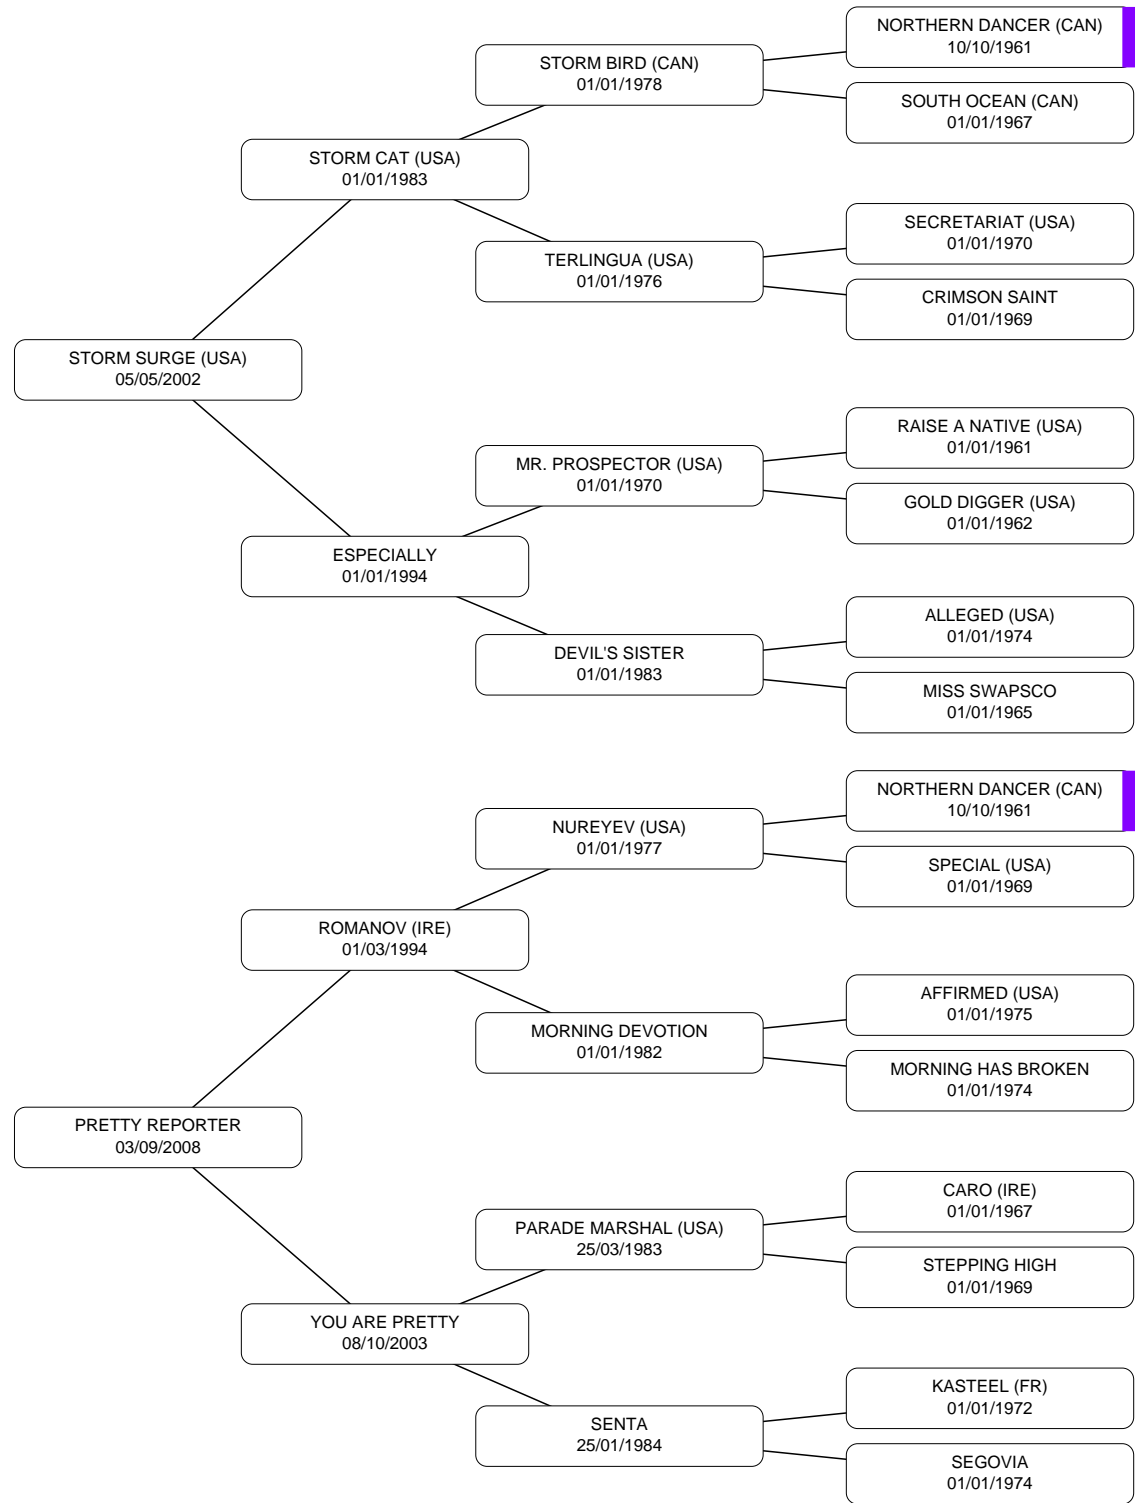 NORTHERN DANCER (CAN)
10/10/1961
STORM BIRD (CAN)
01/01/1978
SOUTH OCEAN (CAN)
01/01/1967
STORM CAT (USA)
01/01/1983
SECRETARIAT (USA)
01/01/1970
TERLINGUA (USA)
01/01/1976
CRIMSON SAINT
01/01/1969
STORM SURGE (USA)
05/05/2002
RAISE A NATIVE (USA)
01/01/1961
MR. PROSPECTOR (USA)
01/01/1970
GOLD DIGGER (USA)
01/01/1962
ESPECIALLY
01/01/1994
ALLEGED (USA)
01/01/1974
DEVIL'S SISTER
01/01/1983
MISS SWAPSCO
01/01/1965
NORTHERN DANCER (CAN)
10/10/1961
NUREYEV (USA)
01/01/1977
SPECIAL (USA)
01/01/1969
ROMANOV (IRE)
01/03/1994
AFFIRMED (USA)
01/01/1975
MORNING DEVOTION
01/01/1982
MORNING HAS BROKEN
01/01/1974
PRETTY REPORTER
03/09/2008
CARO (IRE)
01/01/1967
PARADE MARSHAL (USA)
25/03/1983
STEPPING HIGH
01/01/1969
YOU ARE PRETTY
08/10/2003
KASTEEL (FR)
01/01/1972
SENTA
25/01/1984
SEGOVIA
01/01/1974